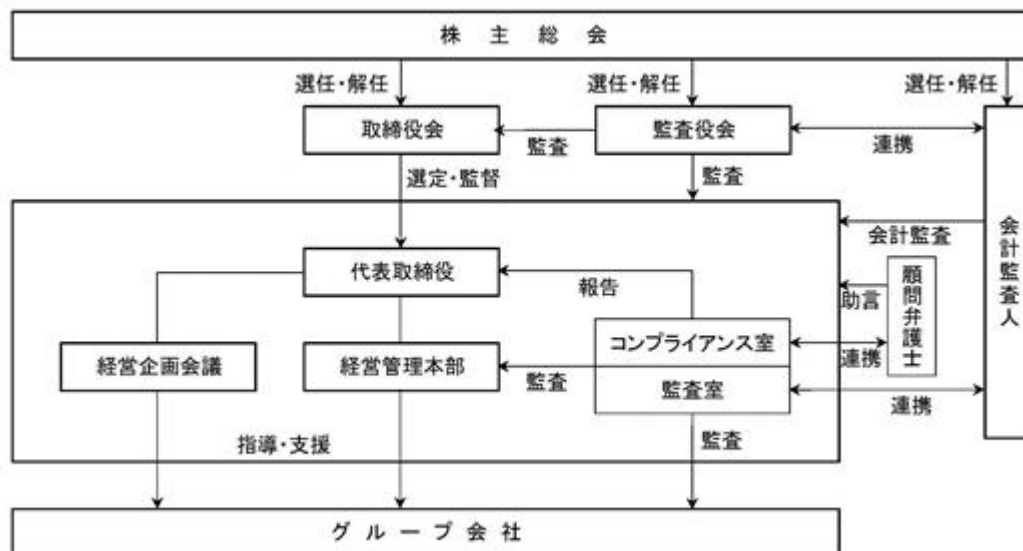 株主総会
選任・解任
選任・解任
選任・解任
取締役会
監査
監査役会
連携
選定・監督
監査
会計監査人
会計監査
代表取締役
報告
助言
顧問弁護士
経営企画会議
経営管理本部
監査
コンプライアンス室
連携
監査室
連携
指導・支援
監査
グループ会社